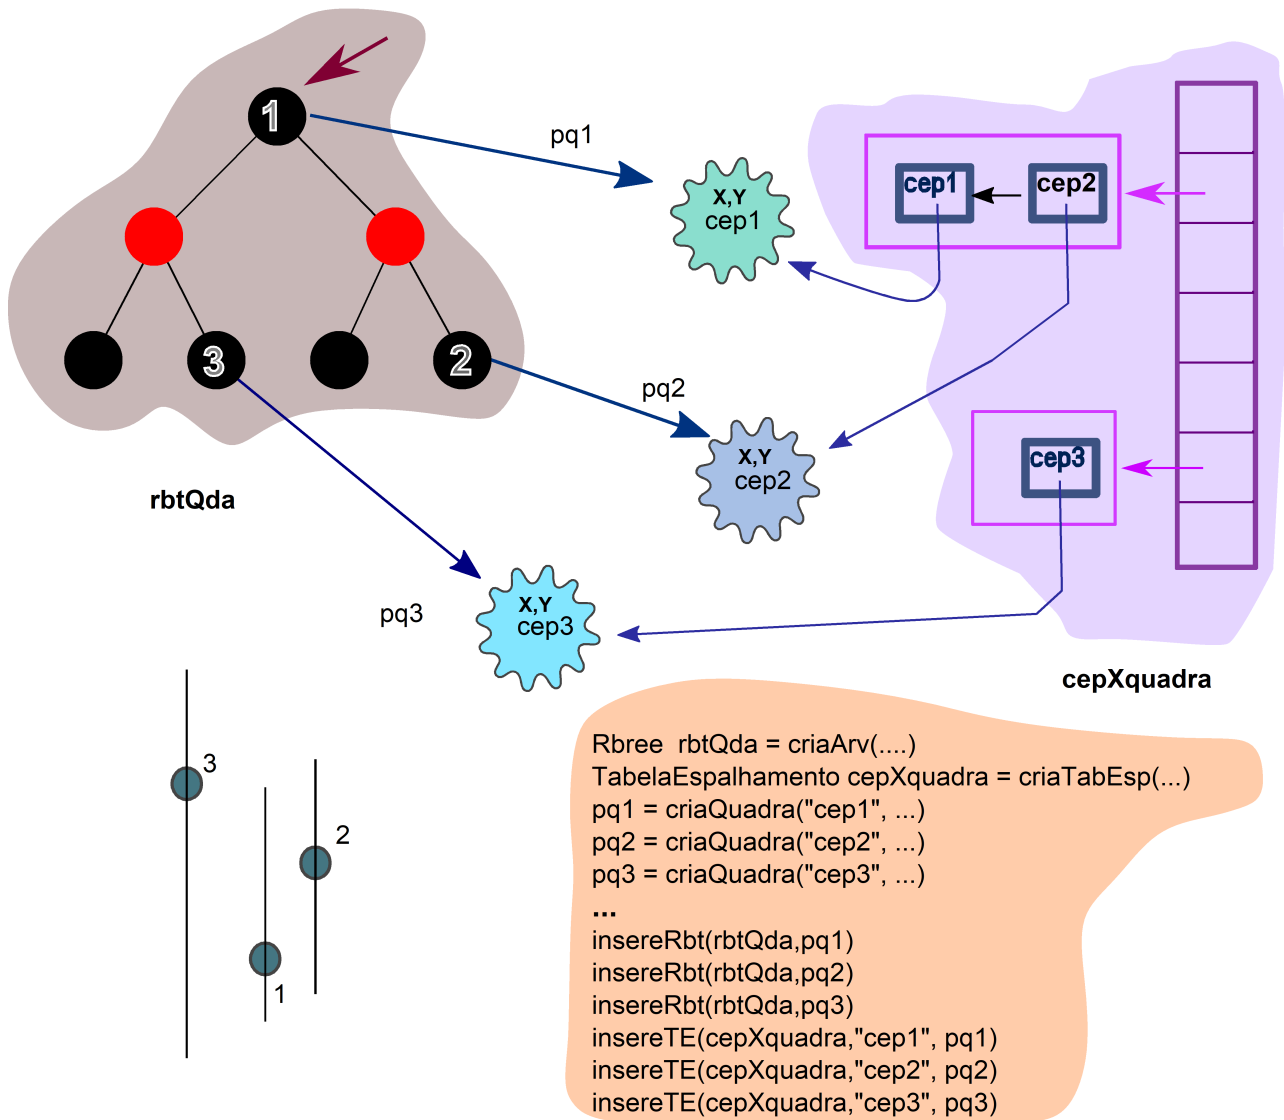 1
pq1
X,Y
cep1
cep1
cep2
3
2
pq2
X,Y
cep2
cep3
rbtQda
pq3
X,Y
cep3
cepXquadra
3
2
1
Rbree rbtQda = criaArv(....)
TabelaEspalhamento cepXquadra = criaTabEsp(...)
pq1 = criaQuadra("cep1", ...)
pq2 = criaQuadra("cep2", ...)
pq3 = criaQuadra("cep3", ...)
...
insereRbt(rbtQda,pq1)
insereRbt(rbtQda,pq2)
insereRbt(rbtQda,pq3)
insereTE(cepXquadra,"cep1", pq1)
insereTE(cepXquadra,"cep2", pq2)
insereTE(cepXquadra,"cep3", pq3)